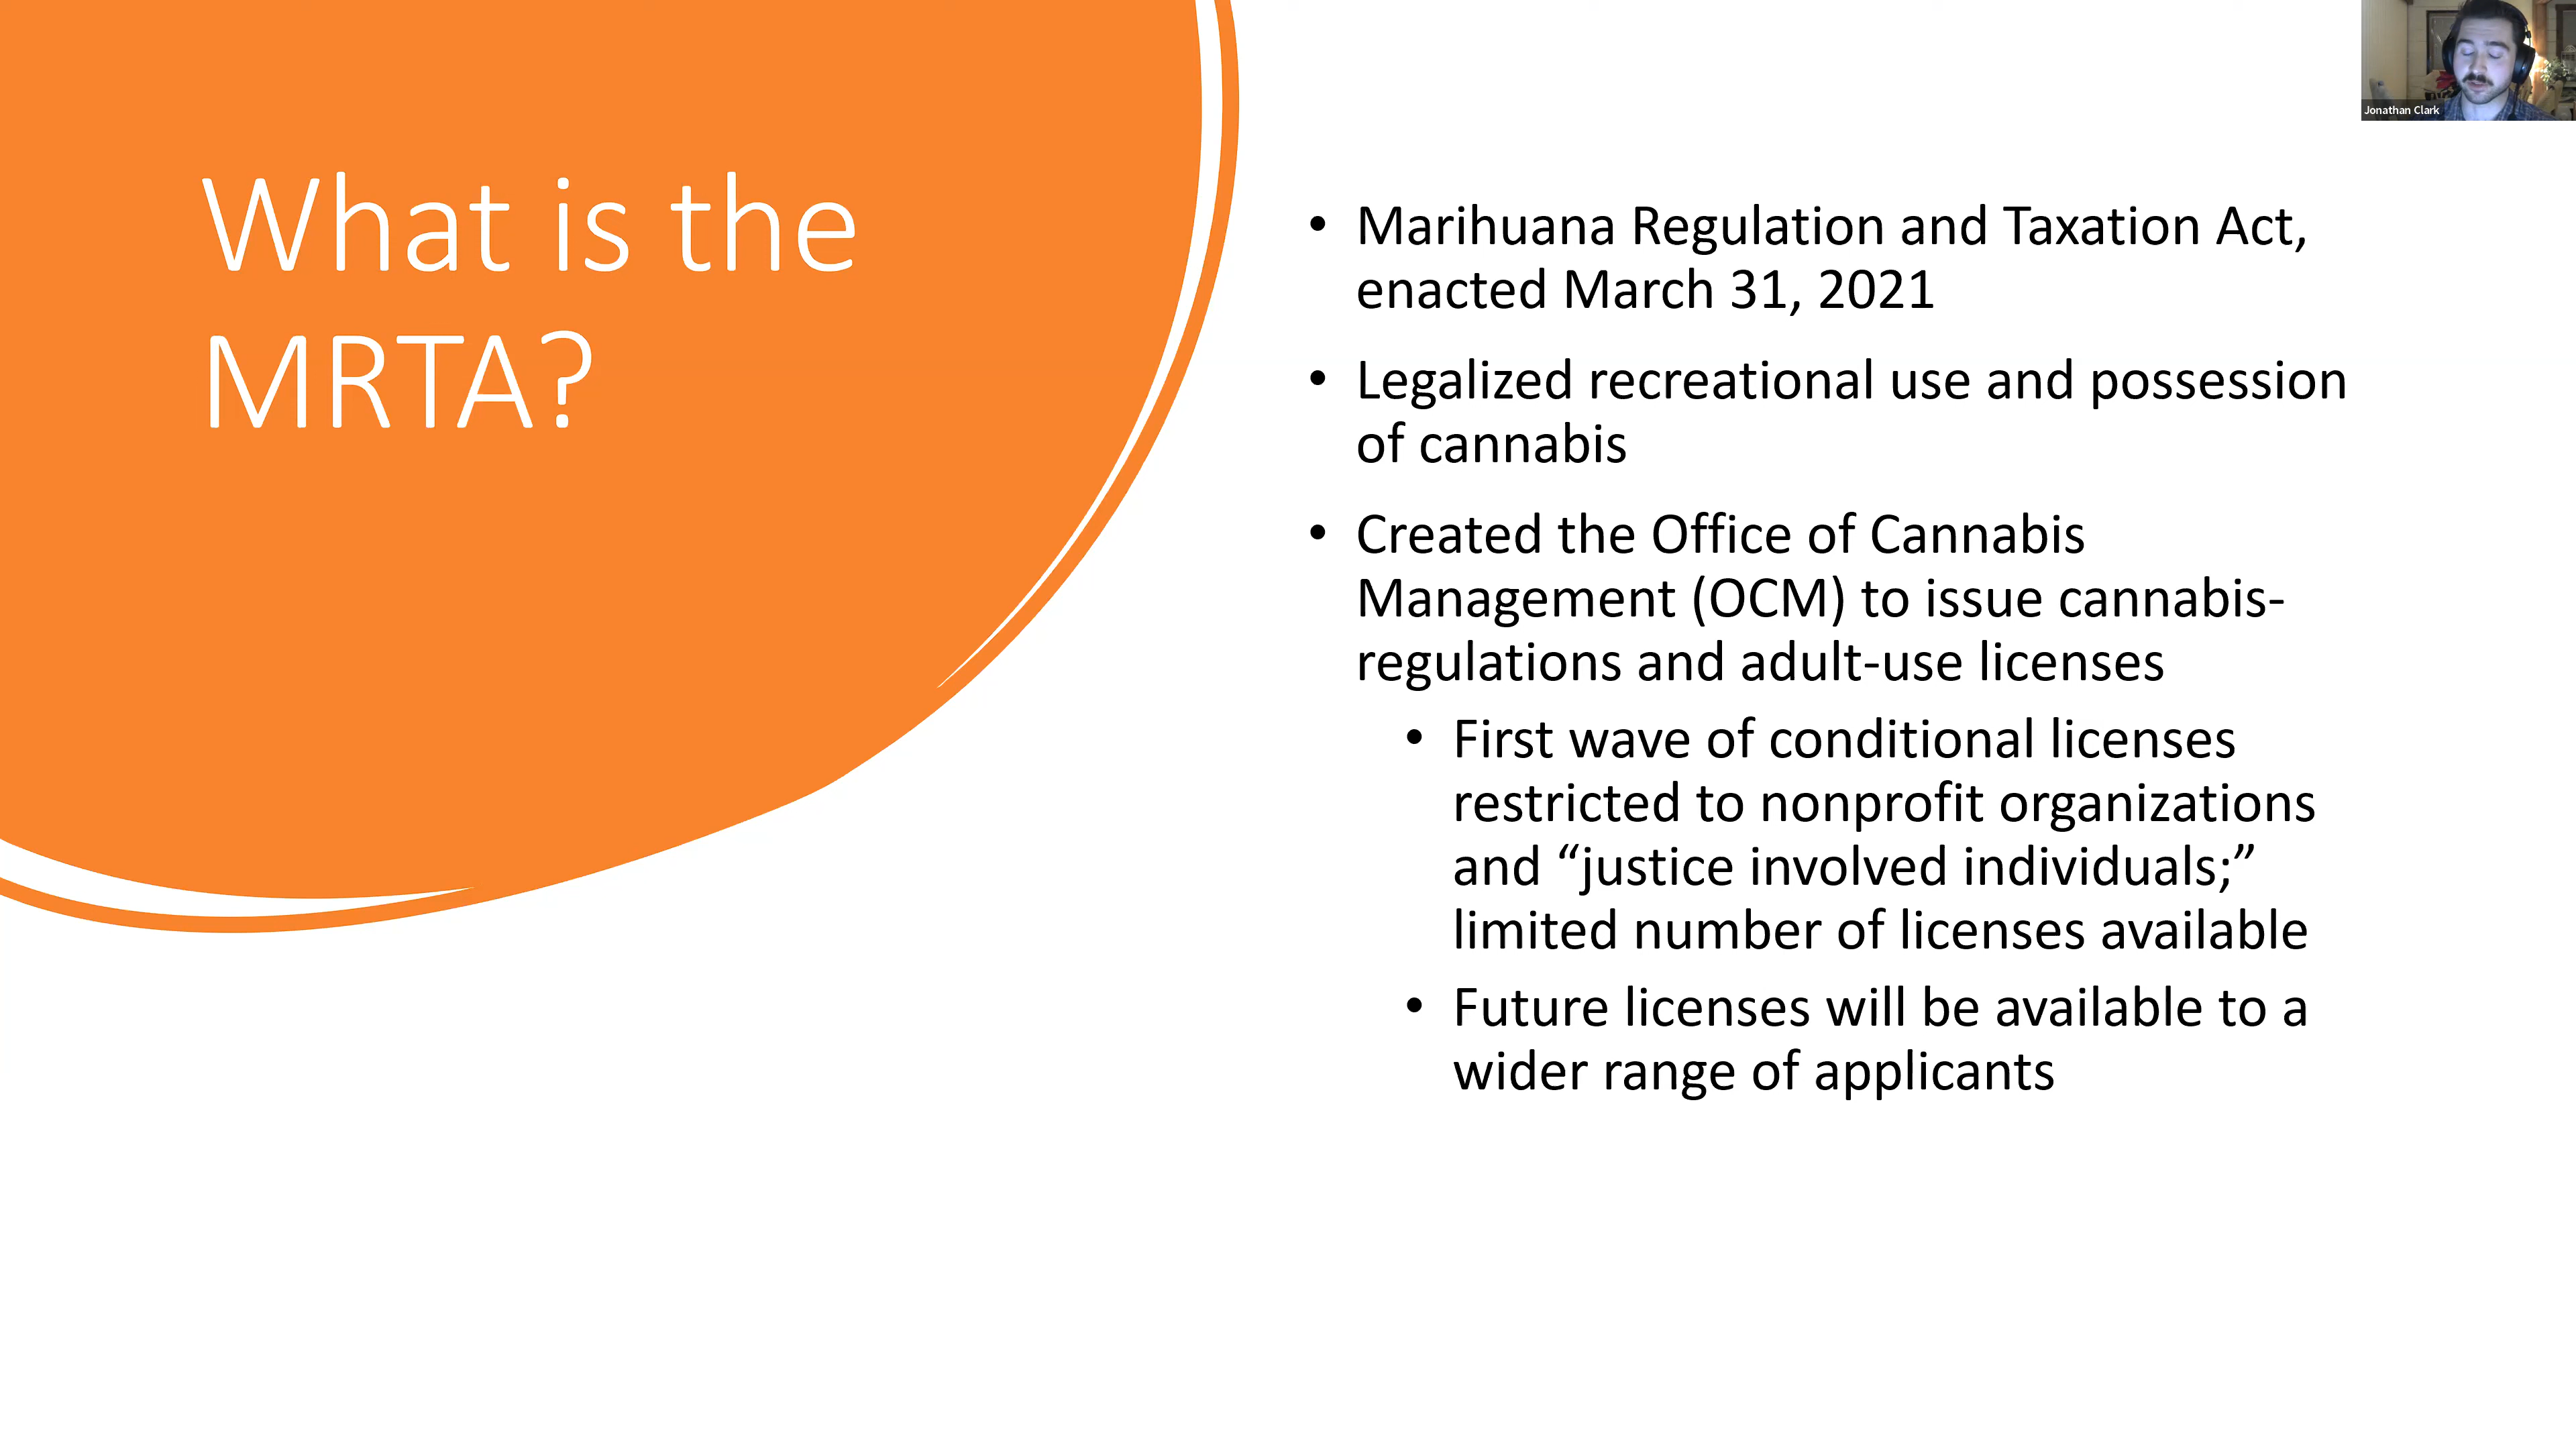 What is the
MRTA?
• Marihuana Regulation and Taxation Act,
enacted March 31, 2021
• Legalized recreational use and possession
of cannabis
• Created the Office of Cannabis
Management (OCM) to issue cannabis-
regulations and adult-use licenses
• First wave of conditional licenses
restricted to nonprofit organizations
and “justice involved individuals;”
limited number of licenses available
• Future licenses will be available to a
wider range of applicants
Jonathan Clark